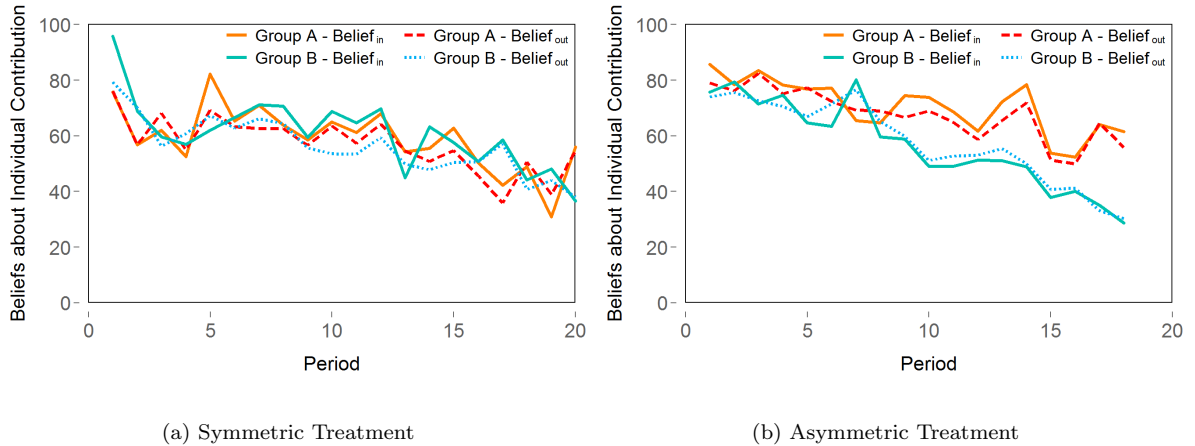 Beliefs about Individual Contribution
100
80
60
40
20
0
0 5 10 15 20
Period
Group A - Belief in
Group A - Belief out
Group B - Belief in
Group B - Belief out
(a) Symmetric Treatment
Beliefs about Individual Contribution
100
80
60
40
20
0
0 5 10 15 20
Period
Group A - Belief in
Group A - Belief out
Group B - Belief in
Group B - Belief out
(b) Asymmetric Treatment